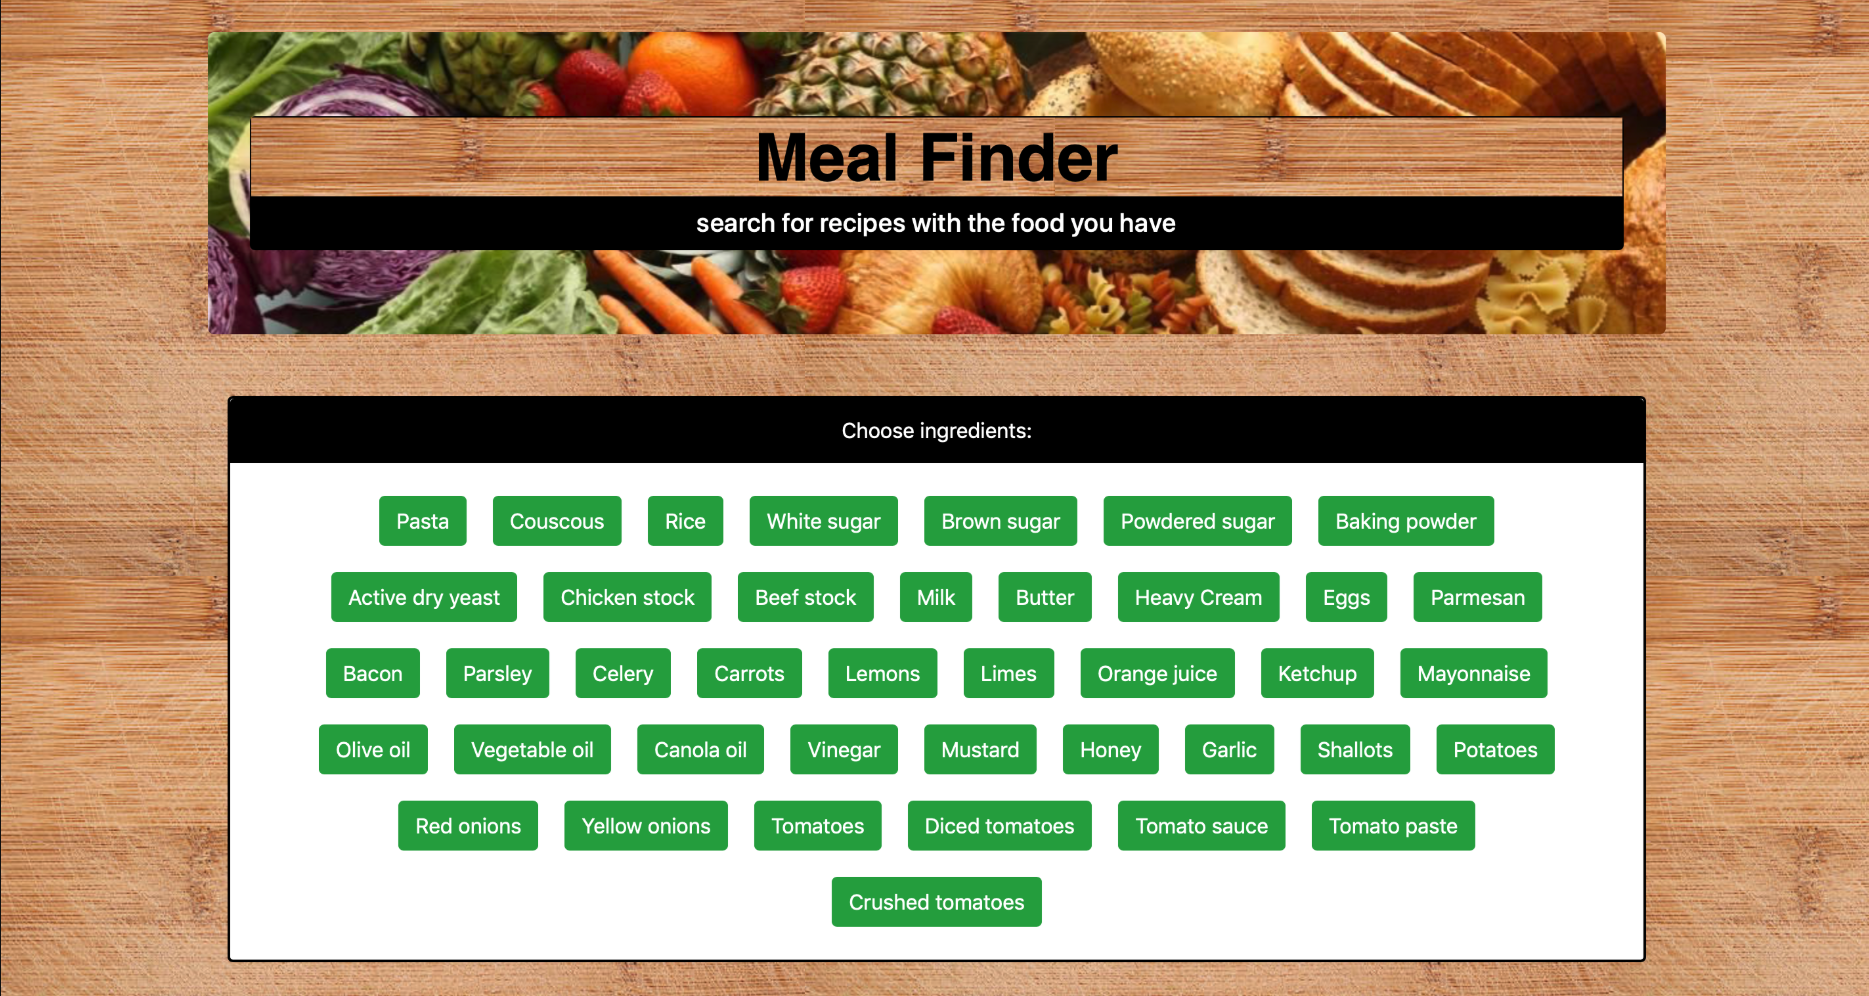 Meal Finder
search for recipes with the food you have
Choose ingredients:
Pasta Couscous Rice White sugar Brown sugar Powdered sugar Baking powder
Active dry yeast Chicken stock Beef stock Milk Butter Heavy Cream Eggs Parmesan
Bacon Parsley Celery Carrots Lemons Limes Orange juice Ketchup Mayonnaise
Olive oil Vegetable oil Canola oil Vinegar Mustard Honey Garlic Shallots Potatoes
Red onions Yellow onions Tomatoes Diced tomatoes Tomato sauce Tomato paste
Crushed tomatoes